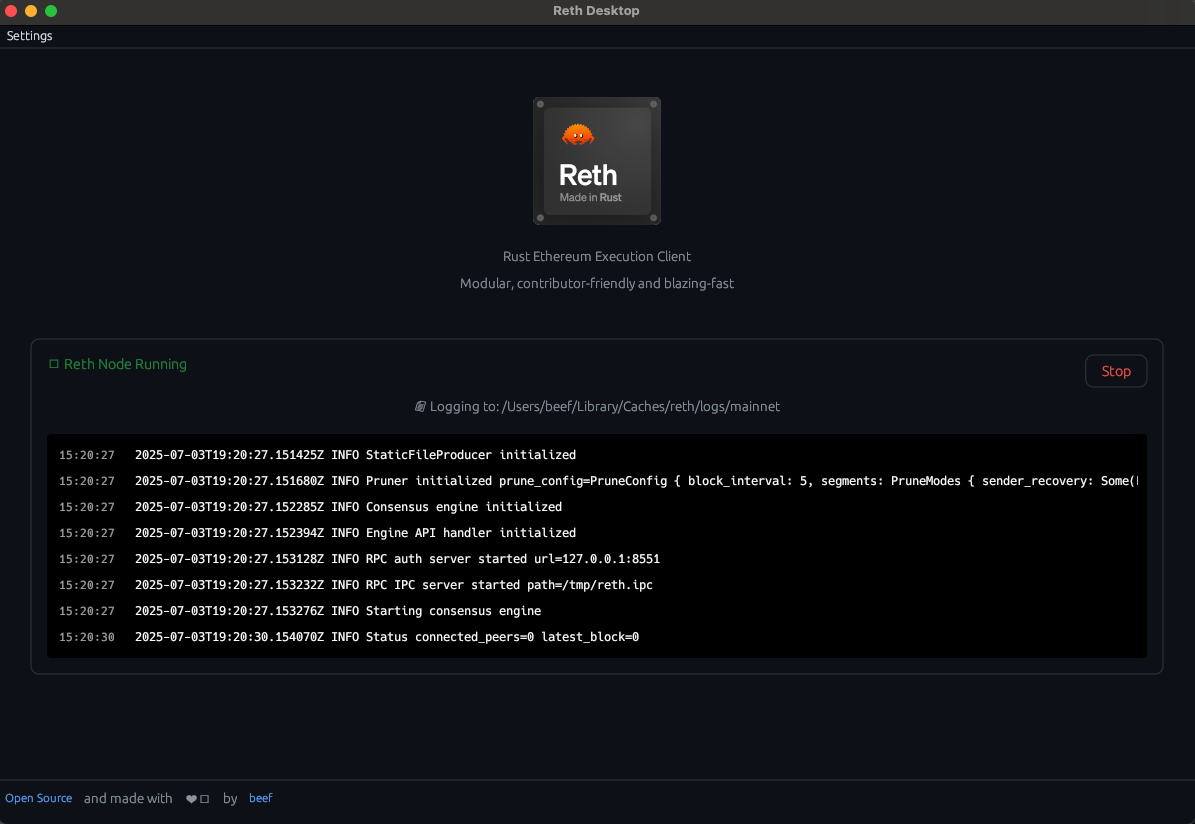 Reth Desktop
Settings
Reth
Made in Rust
Rust Ethereum Execution Client
Modular, contributor-friendly and blazing-fast
Reth Node Running
Stop
Logging to: /Users/beef/Library/Caches/reth/logs/mainnet
15:20:27 2025-07-03T19:20:27.151425Z INFO StaticFileProducer initialized
15:20:27 2025-07-03T19:20:27.151680Z INFO Pruner initialized prune_config=PruneConfig { block_interval: 5, segments: PruneModes { sender_recovery: Some(
15:20:27 2025-07-03T19:20:27.152285Z INFO Consensus engine initialized
15:20:27 2025-07-03T19:20:27.152394Z INFO Engine API handler initialized
15:20:27 2025-07-03T19:20:27.153128Z INFO RPC auth server started url=127.0.0.1:8551
15:20:27 2025-07-03T19:20:27.153232Z INFO RPC IPC server started path=/tmp/reth.ipc
15:20:27 2025-07-03T19:20:27.153276Z INFO Starting consensus engine
15:20:30 2025-07-03T19:20:30.154070Z INFO Status connected_peers=0 latest_block=0
Open Source and made with ❤□ by beef